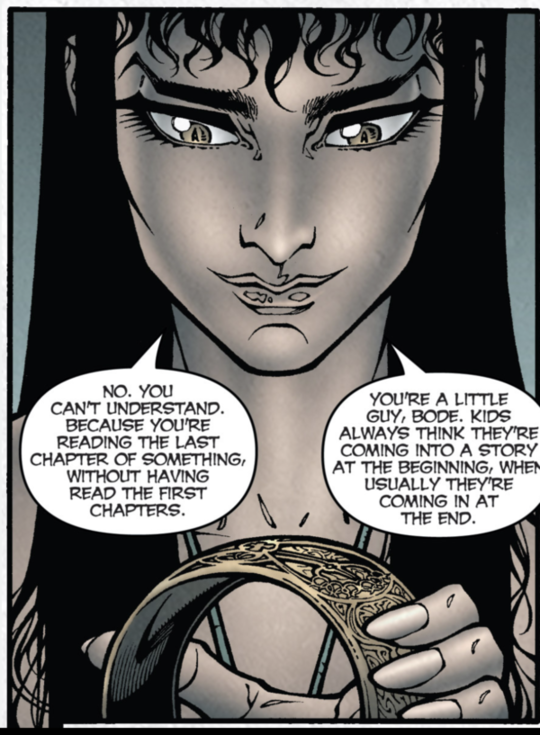 NO. YOU
CAN'T UNDERSTAND.
BECAUSE YOU'RE
READING THE LAST
CHAPTER OF SOMETHING,
WITHOUT HAVING
READ THE FIRST
CHAPTERS.
YOU'RE A LITTLE
GUY, BODE. KIDS
ALWAYS THINK THEY'RE
COMING INTO A STORY
AT THE BEGINNING, WHEN
USUALLY THEY'RE
COMING IN AT
THE END.